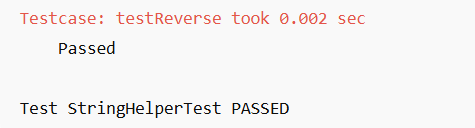 Testcase: testReverse took 0.002 sec
Passed
Test StringHelperTest PASSED